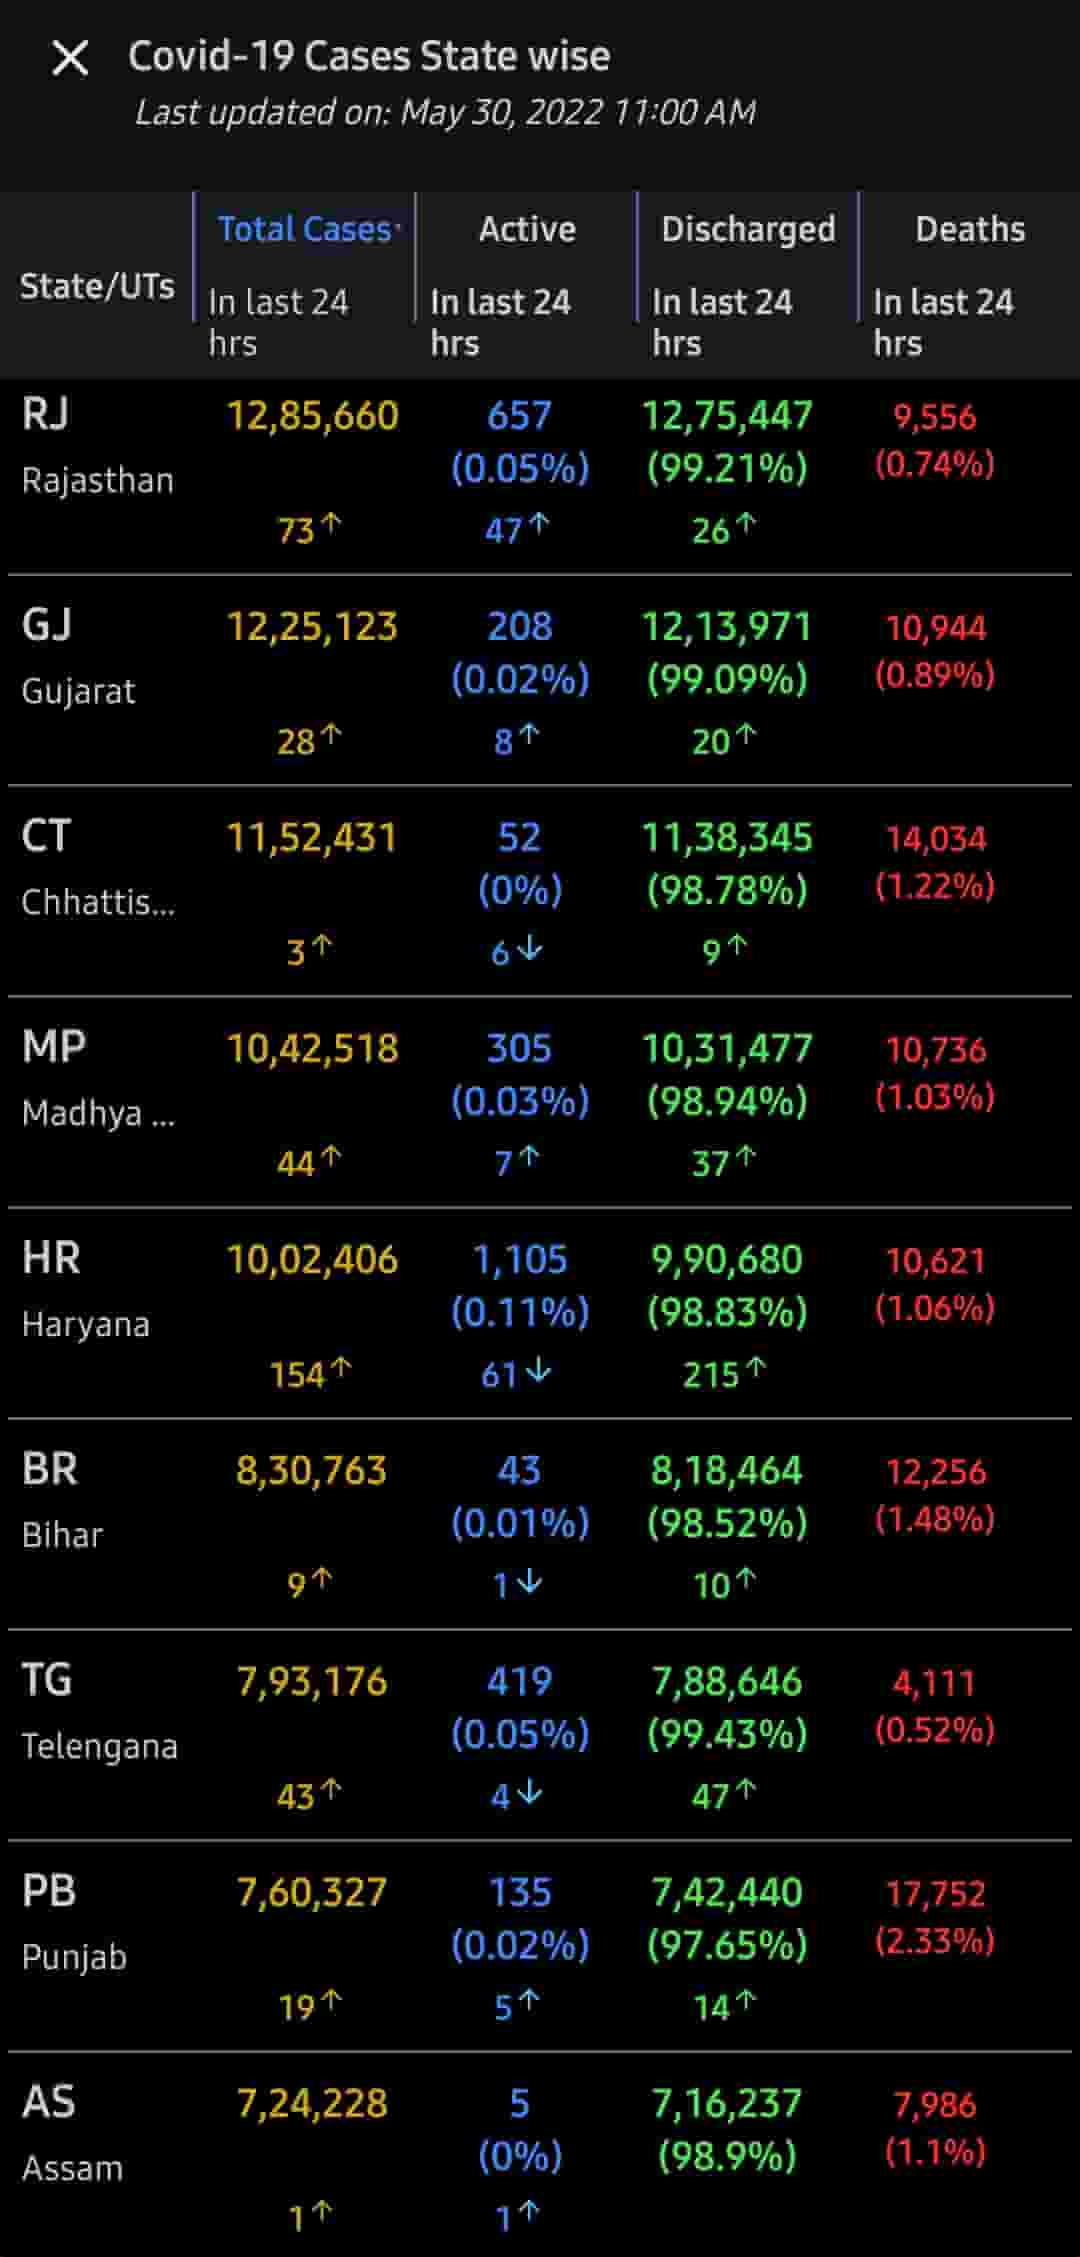 Covid-19 Cases State wise
Last updated on: May 30, 2022 11:00 AM
State/UTs Total Cases Active Discharged Deaths
In last 24 hrs In last 24 hrs In last 24 hrs In last 24 hrs
RJ 12,85,660 657 12,75,447 9,556
Rajasthan (0.05%) (99.21%) (0.74%)
73↑ 47↑ 26↑
GJ 12,25,123 208 12,13,971 10,944
Gujarat (0.02%) (99.09%) (0.89%)
28↑ 8↑ 20↑
CT 11,52,431 52 11,38,345 14,034
Chhattis... (0%) (98.78%) (1.22%)
3↑ 6↓ 9↑
MP 10,42,518 305 10,31,477 10,736
Madhya ... (0.03%) (98.94%) (1.03%)
44↑ 7↑ 37↑
HR 10,02,406 1,105 9,90,680 10,621
Haryana (0.11%) (98.83%) (1.06%)
154↑ 61↓ 215↑
BR 8,30,763 43 8,18,464 12,256
Bihar (0.01%) (98.52%) (1.48%)
9↑ 1↓ 10↑
TG 7,93,176 419 7,88,646 4,111
Telengana (0.05%) (99.43%) (0.52%)
43↑ 4↓ 47↑
PB 7,60,327 135 7,42,440 17,752
Punjab (0.02%) (97.65%) (2.33%)
19↑ 5↑ 14↑
AS 7,24,228 5 7,16,237 7,986
Assam (0%) (98.9%) (1.1%)
1↑ 1↑